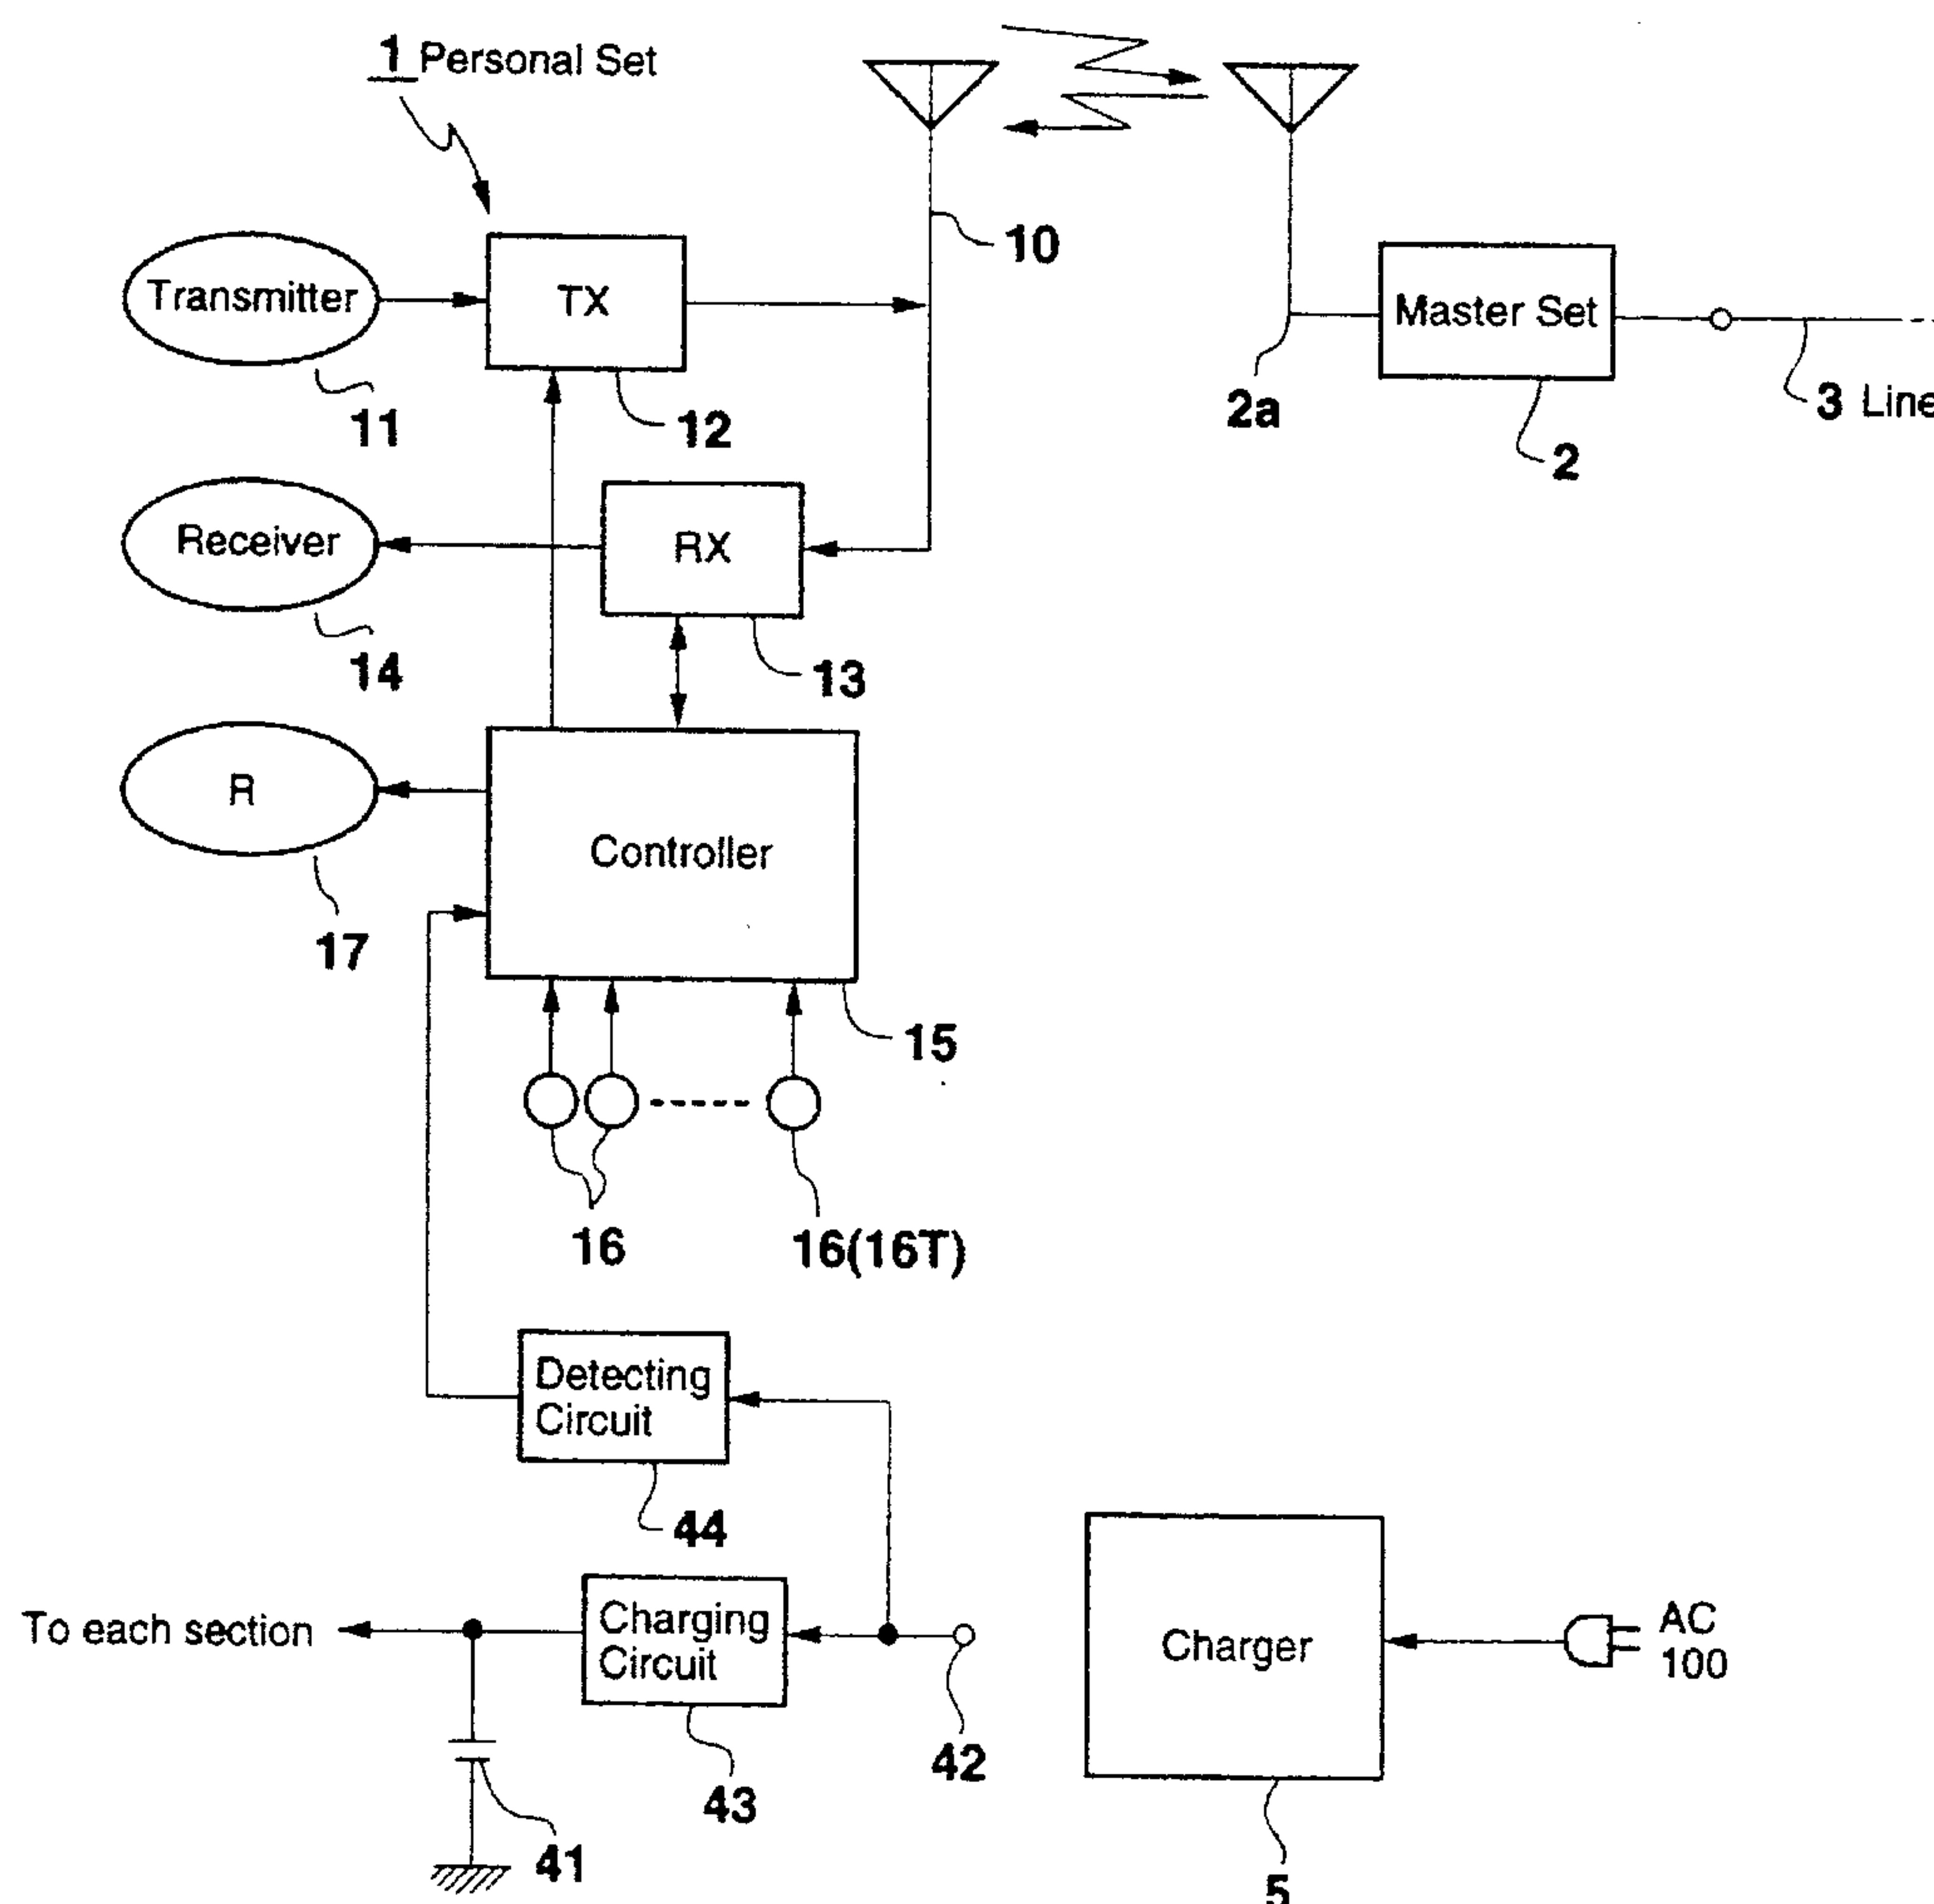 1 Personal Set
10
Transmitter
TX
Master Set
11
12
2a
2
3 Line
Receiver
RX
14
13
R
Controller
17
15
16
16(16T)
Detecting
Circuit
44
To each section
Charging
Circuit
Charger
AC
100
42
43
41
5